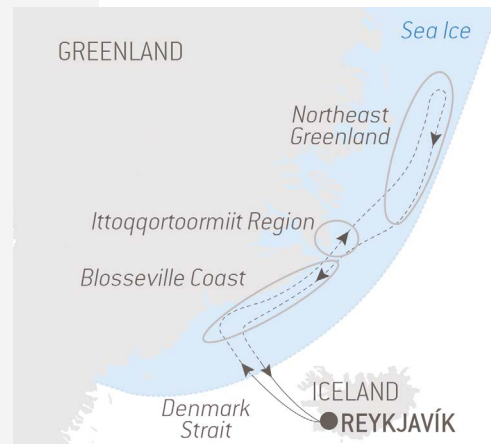 Sea Ice
GREENLAND
Northeast
Greenland
Ittoqqortoormiit Region
Blosseville Coast
ICELAND
Denmark
Strait
REYKJAVÍK